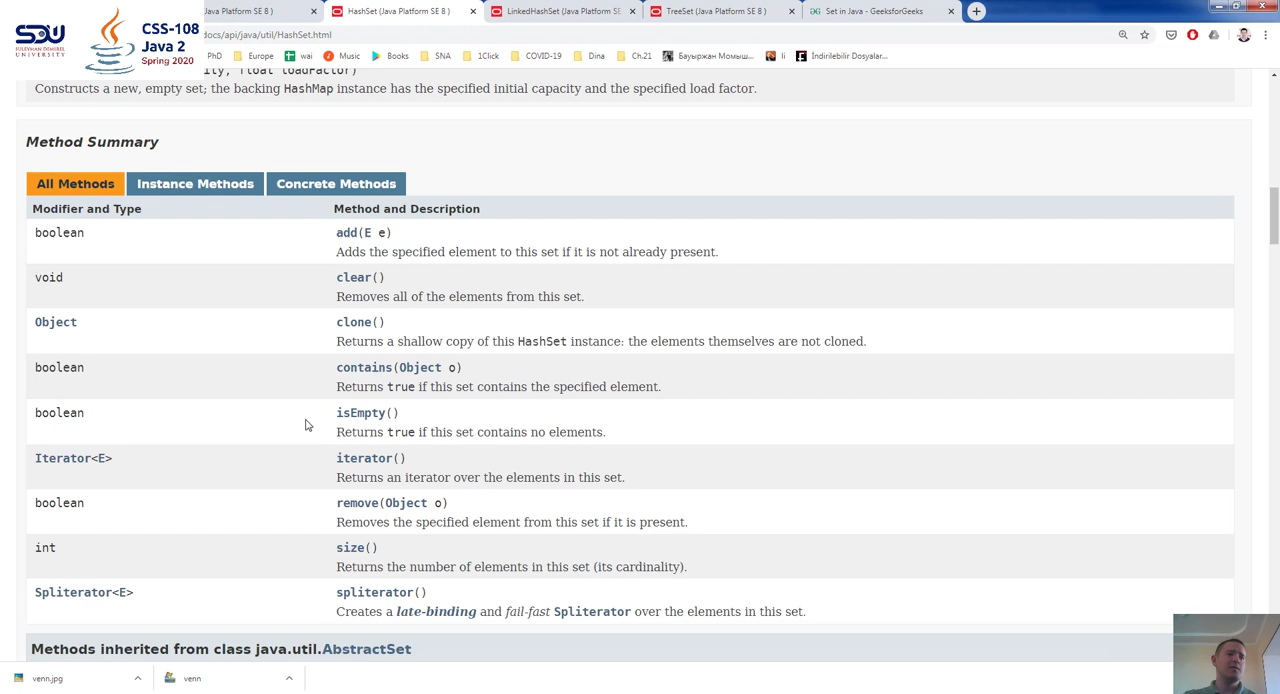 SDU
SULEYMAN DEMIREL
UNIVERSITY
Java
CSS-108
Java 2
Spring 2020
Java Platform SE 8 )
HashSet (Java Platform SE 8 )
LinkedHashSet (Java Platform SE 8
TreeSet (Java Platform SE 8 )
Set in Java - GeeksforGeeks
docs/api/java/util/HashSet.html
PhD
Europe
wai
Music
Books
SNA
1Click
COVID-19
Dina
Ch.21
Бауыржан Момыш...
li
İndirilebilir Dosyalar...
ity, float loadFactor)
Constructs a new, empty set; the backing HashMap instance has the specified initial capacity and the specified load factor.
Method Summary
All Methods Instance Methods Concrete Methods
Modifier and Type Method and Description
boolean add(E e)
Adds the specified element to this set if it is not already present.
void clear()
Removes all of the elements from this set.
Object clone()
Returns a shallow copy of this HashSet instance: the elements themselves are not cloned.
boolean contains(Object o)
Returns true if this set contains the specified element.
boolean isEmpty()
Returns true if this set contains no elements.
Iterator<E> iterator()
Returns an iterator over the elements in this set.
boolean remove(Object o)
Removes the specified element from this set if it is present.
int size()
Returns the number of elements in this set (its cardinality).
Spliterator<E> spliterator()
Creates a late-binding and fail-fast Spliterator over the elements in this set.
Methods inherited from class java.util.AbstractSet
venn.jpg
venn